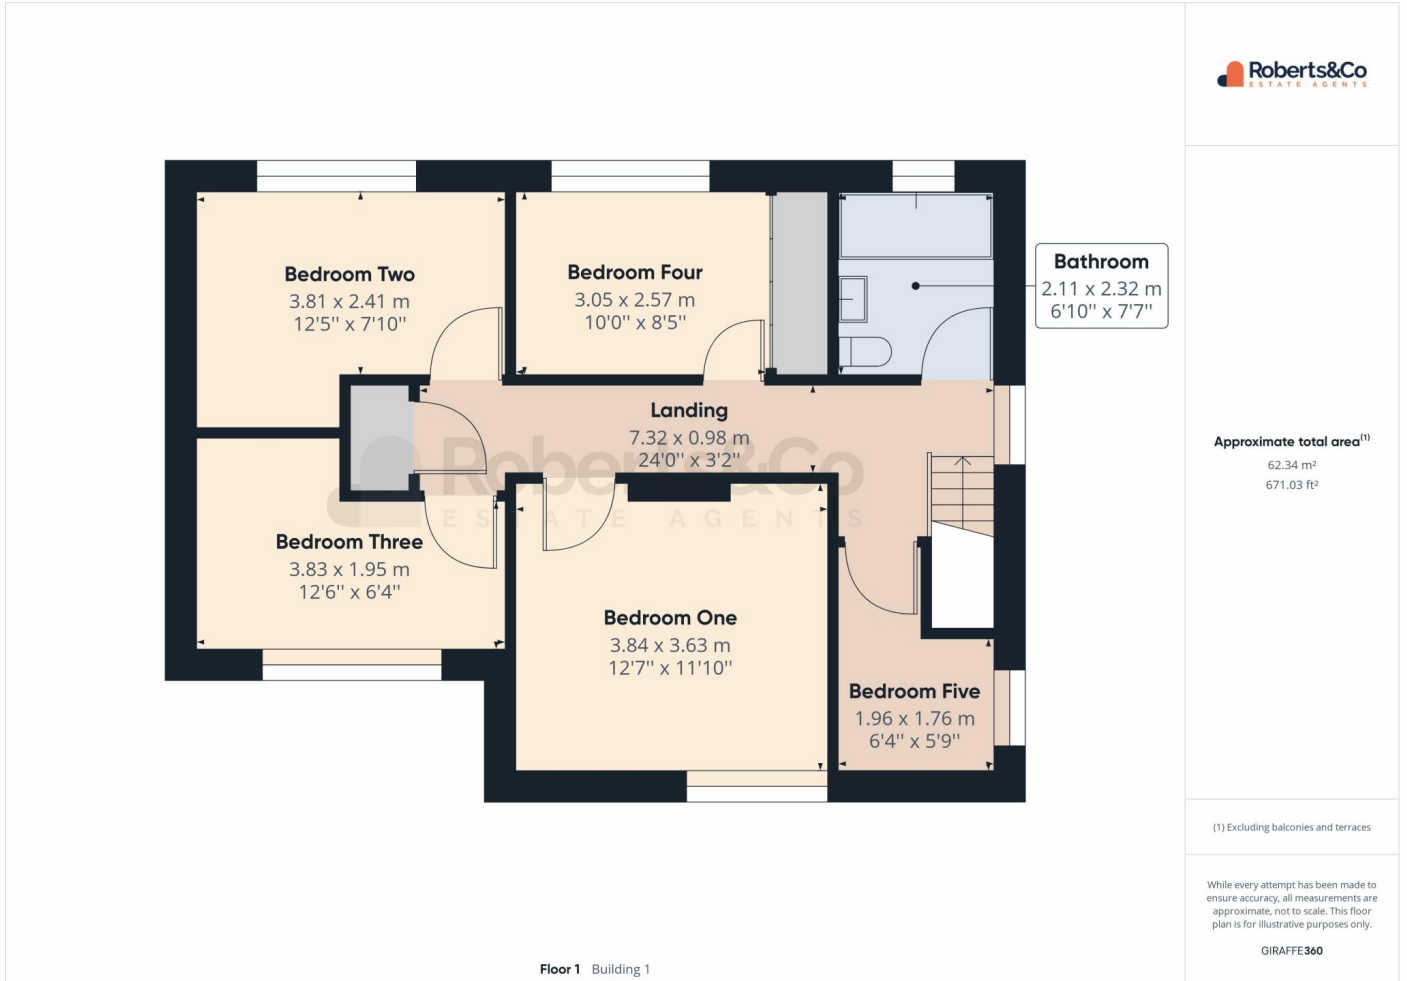 Roberts&Co
ESTATE AGENTS
Bedroom Two
3.81 x 2.41 m
12'5'' x 7'10''
Bedroom Four
3.05 x 2.57 m
10'0'' x 8'5''
Bathroom
2.11 x 2.32 m
6'10'' x 7'7''
Landing
7.32 x 0.98 m
24'0'' x 3'2''
Roberts&Co
ESTATE AGENTS
Bedroom Three
3.83 x 1.95 m
12'6'' x 6'4''
Bedroom One
3.84 x 3.63 m
12'7'' x 11'10''
Bedroom Five
1.96 x 1.76 m
6'4'' x 5'9''
Approximate total area(1)
62.34 m²
671.03 ft²
(1) Excluding balconies and terraces
While every attempt has been made to
ensure accuracy, all measurements are
approximate, not to scale. This floor
plan is for illustrative purposes only.
GIRAFFE360
Floor 1 Building 1